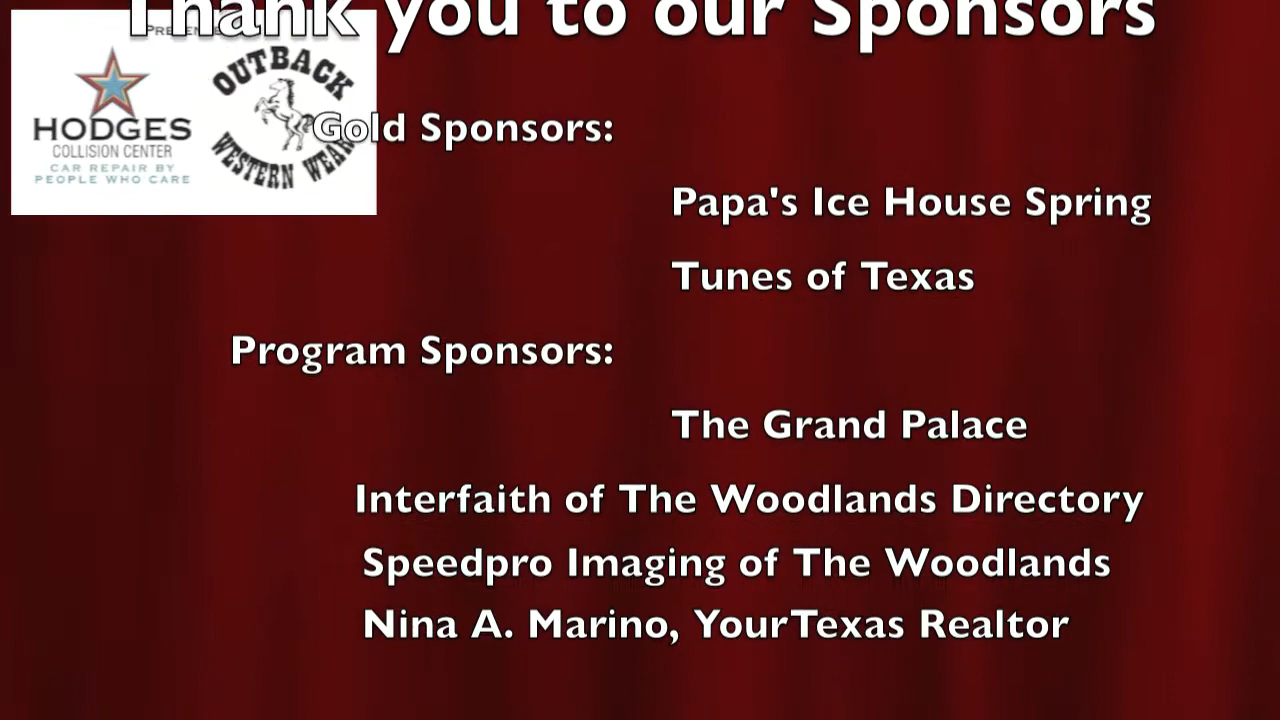 Thank you to our Sponsors
OUTBACK
WESTERN WEAR
HODGES
COLLISION CENTER
CAR REPAIR BY
PEOPLE WHO CARE
Gold Sponsors:
Papa's Ice House Spring
Tunes of Texas
Program Sponsors:
The Grand Palace
Interfaith of The Woodlands Directory
Speedpro Imaging of The Woodlands
Nina A. Marino, YourTexas Realtor